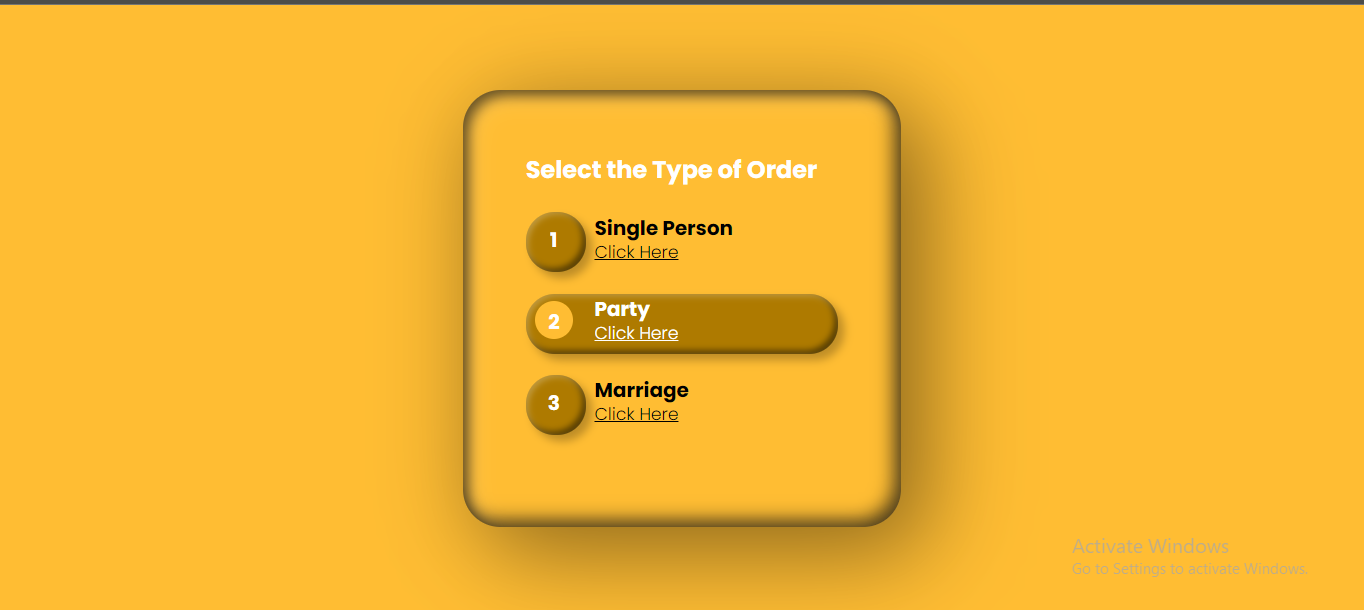 Select the Type of Order
1
Single Person
Click Here
2
Party
Click Here
3
Marriage
Click Here
Activate Windows
Go to Settings to activate Windows.